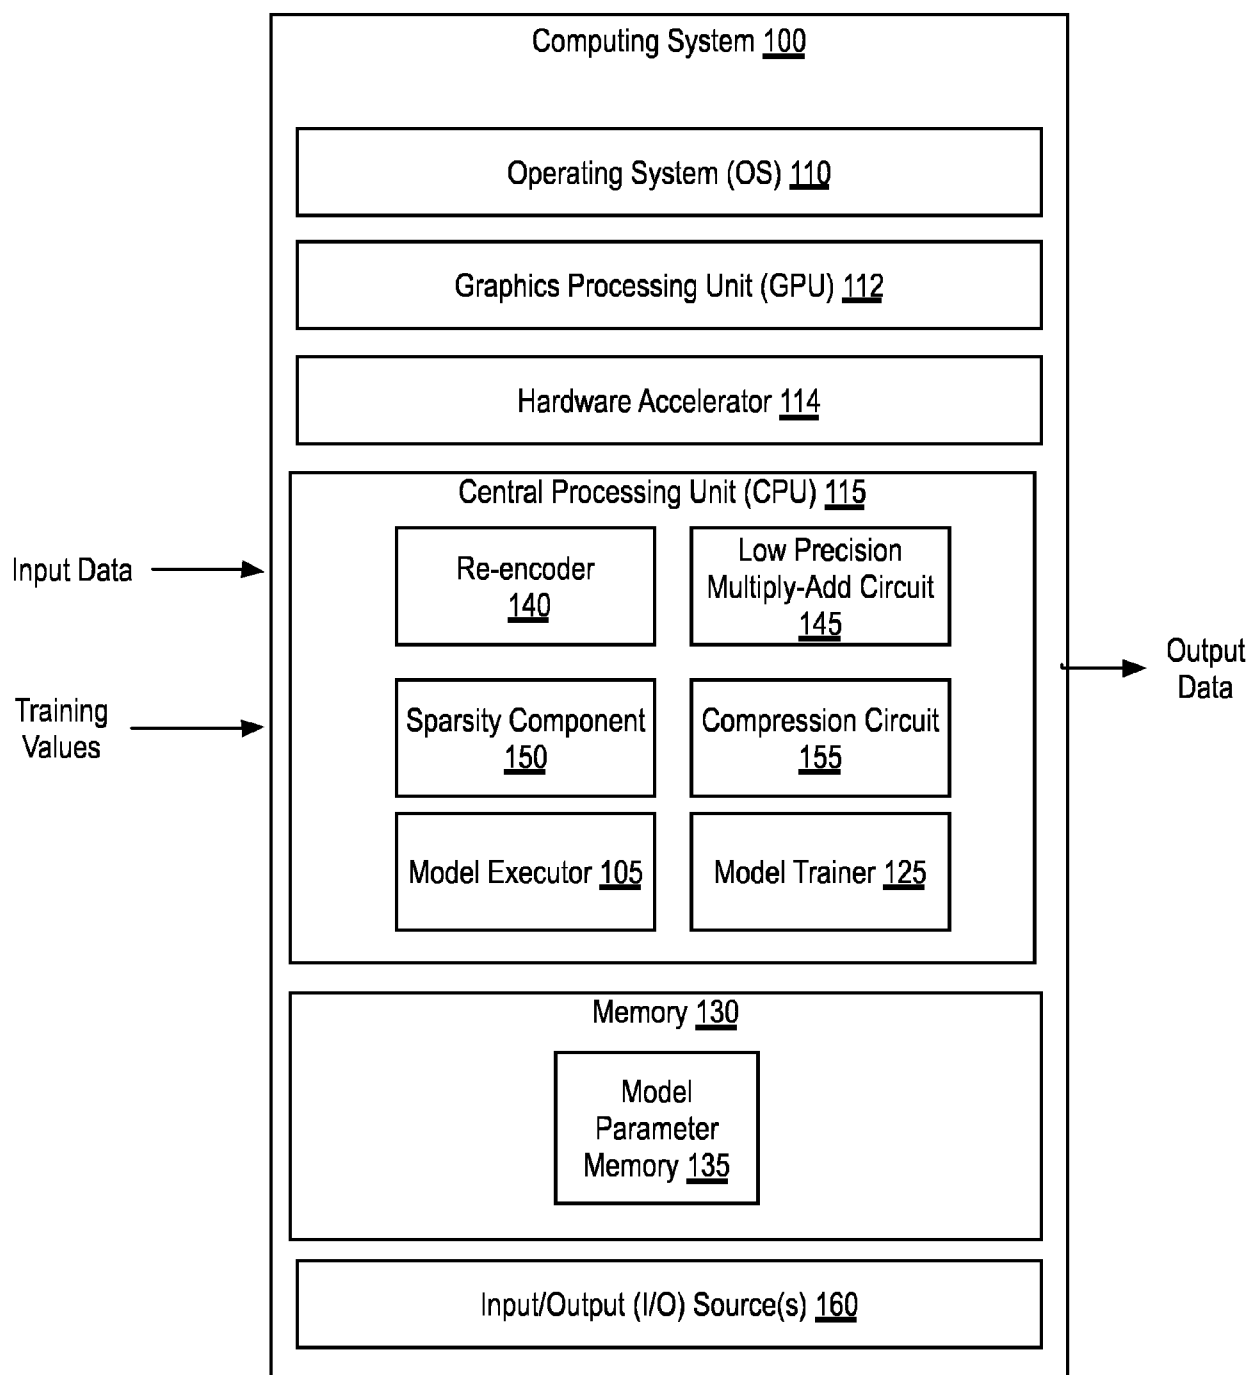 Computing System 100
Operating System (OS) 110
Graphics Processing Unit (GPU) 112
Hardware Accelerator 114
Central Processing Unit (CPU) 115
Re-encoder
140
Low Precision
Multiply-Add Circuit
145
Input Data
Sparsity Component
150
Compression Circuit
155
Training
Values
Output
Data
Model Executor 105
Model Trainer 125
Memory 130
Model
Parameter
Memory 135
Input/Output (I/O) Source(s) 160